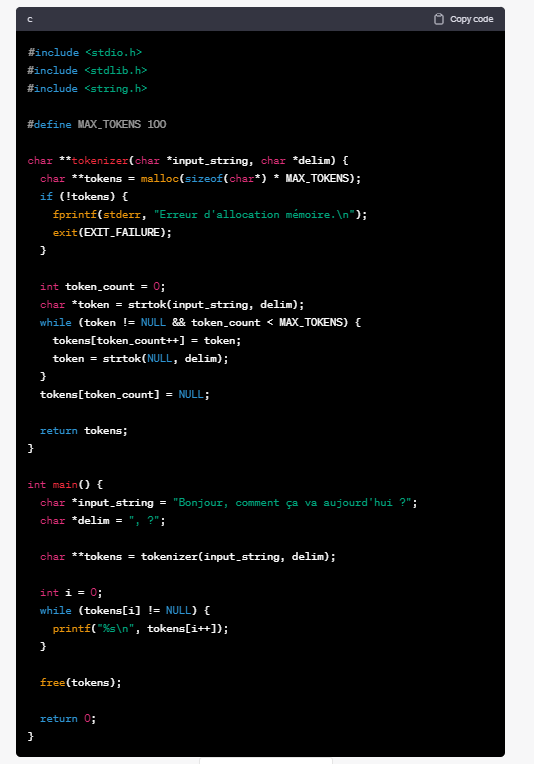 c
Copy code
#include <stdio.h>
#include <stdlib.h>
#include <string.h>
#define MAX_TOKENS 100
char **tokenizer(char *input_string, char *delim) {
char **tokens = malloc(sizeof(char*) * MAX_TOKENS);
if (!tokens) {
fprintf(stderr, "Erreur d'allocation mémoire.\n");
exit(EXIT_FAILURE);
}
int token_count = 0;
char *token = strtok(input_string, delim);
while (token != NULL && token_count < MAX_TOKENS) {
tokens[token_count++] = token;
token = strtok(NULL, delim);
}
tokens[token_count] = NULL;
return tokens;
}
int main() {
char *input_string = "Bonjour, comment ça va aujourd'hui ?";
char *delim = ", ?";
char **tokens = tokenizer(input_string, delim);
int i = 0;
while (tokens[i] != NULL) {
printf("%s\n", tokens[i++]);
}
free(tokens);
return 0;
}